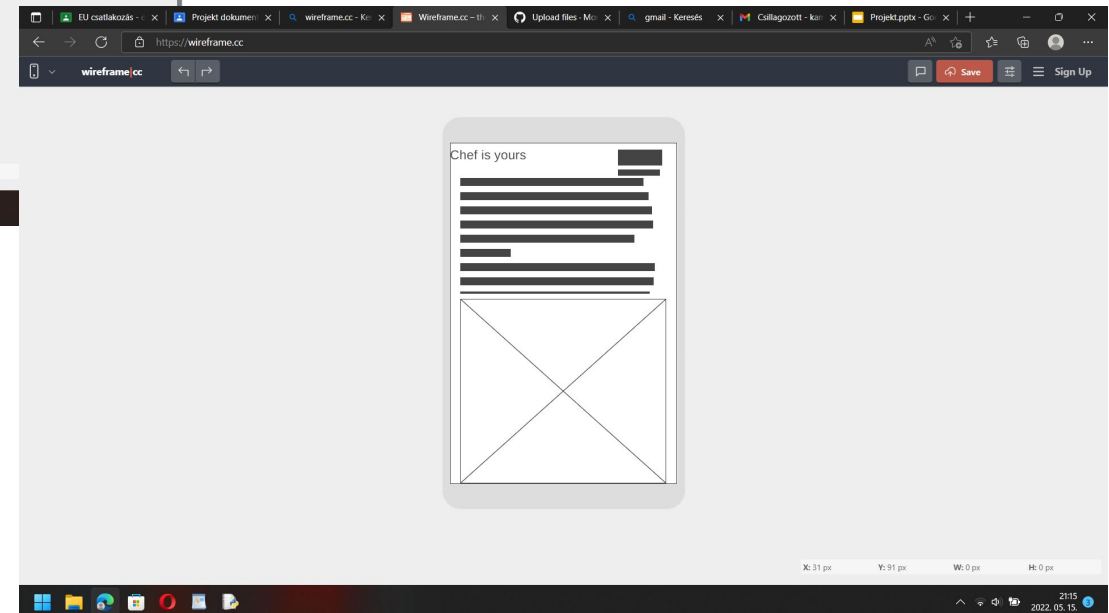 EU csatlakozás - c
Projekt dokument
wireframe.cc - Ke
Wireframe.cc – th
Upload files · Mo
gmail - Keresés
Csillagozott - kar
Projekt.pptx - Go
https://wireframe.cc
wireframe|cc
Save
Sign Up
Chef is yours
X: 31 px Y: 91 px W: 0 px H: 0 px
21:15
2022. 05. 15.
3